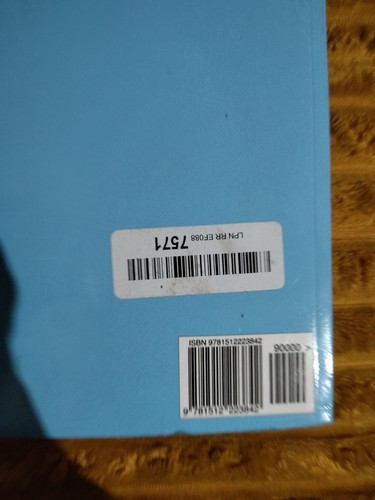 LPN RR EF088 7571
ISBN 9781512223842
90000 >
9 781512 223842